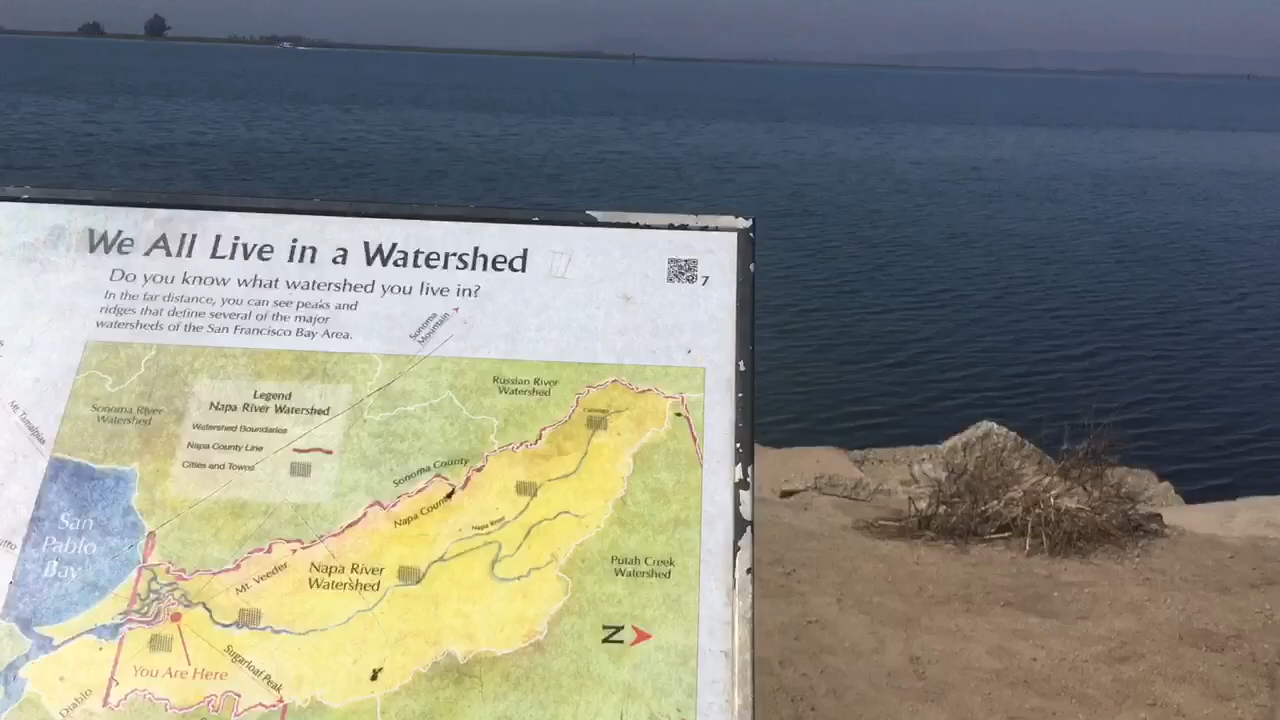 We All Live in a Watershed
7
Do you know what watershed you live in?
In the far distance, you can see peaks and
ridges that define several of the major
watersheds of the San Francisco Bay Area.
Sonoma
Mountain
Mt. Tamalpias
Sonoma River
Watershed
Legend
Napa River Watershed
Watershed Boundaries
Napa County Line
Cities and Towns
Russian River
Watershed
Sonoma County
Napa County
Napa River
San
Pablo
Bay
Mt. Veeder
Napa River
Watershed
Putah Creek
Watershed
N
You Are Here
Sugarloaf Peak
Diablo